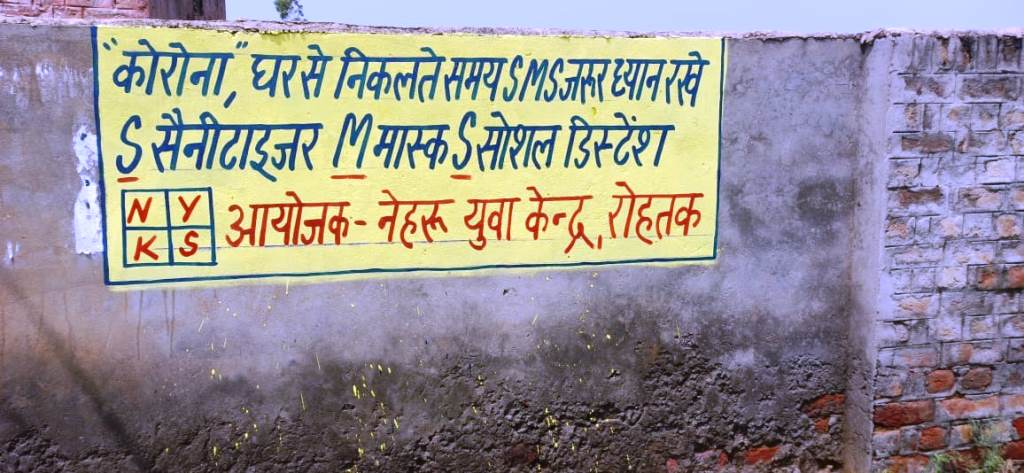 "कोरोना", घर से निकलते समय SMS जरूर ध्यान रखे
S सैनीटाइजर M मास्क S सोशल डिस्टेंश
N Y
K S
आयोजक - नेहरू युवा केन्द्र, रोहतक